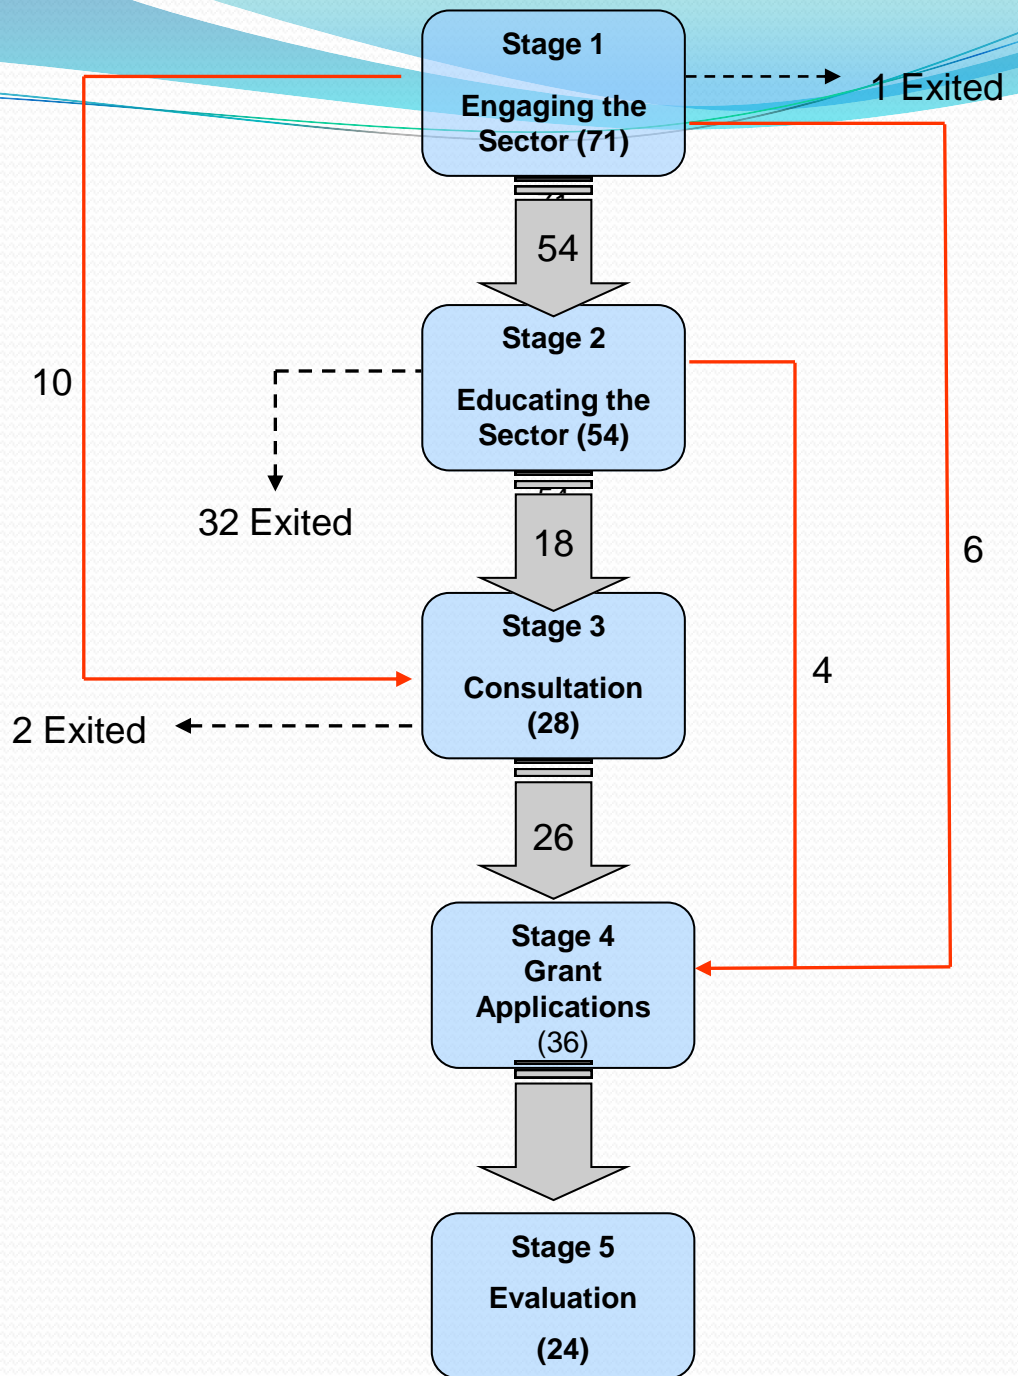 Stage 1
Engaging the
Sector (71)
1 Exited
54
Stage 2
Educating the
Sector (54)
10
32 Exited
18
6
Stage 3
Consultation
(28)
4
2 Exited
26
Stage 4
Grant
Applications
(36)
Stage 5
Evaluation
(24)